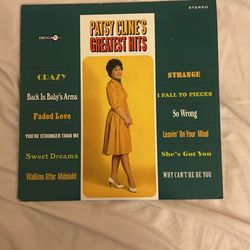 DECCA
STEREO
PATSY CLINE'S
GREATEST HITS
CRAZY
Back In Baby's Arms
Faded Love
YOU'RE STRONGER THAN ME
Sweet Dreams
Walkin After Midnight
STRANGE
I FALL TO PIECES
So Wrong
Leavin' On Your Mind
She's Got You
WHY CAN'T HE BE YOU